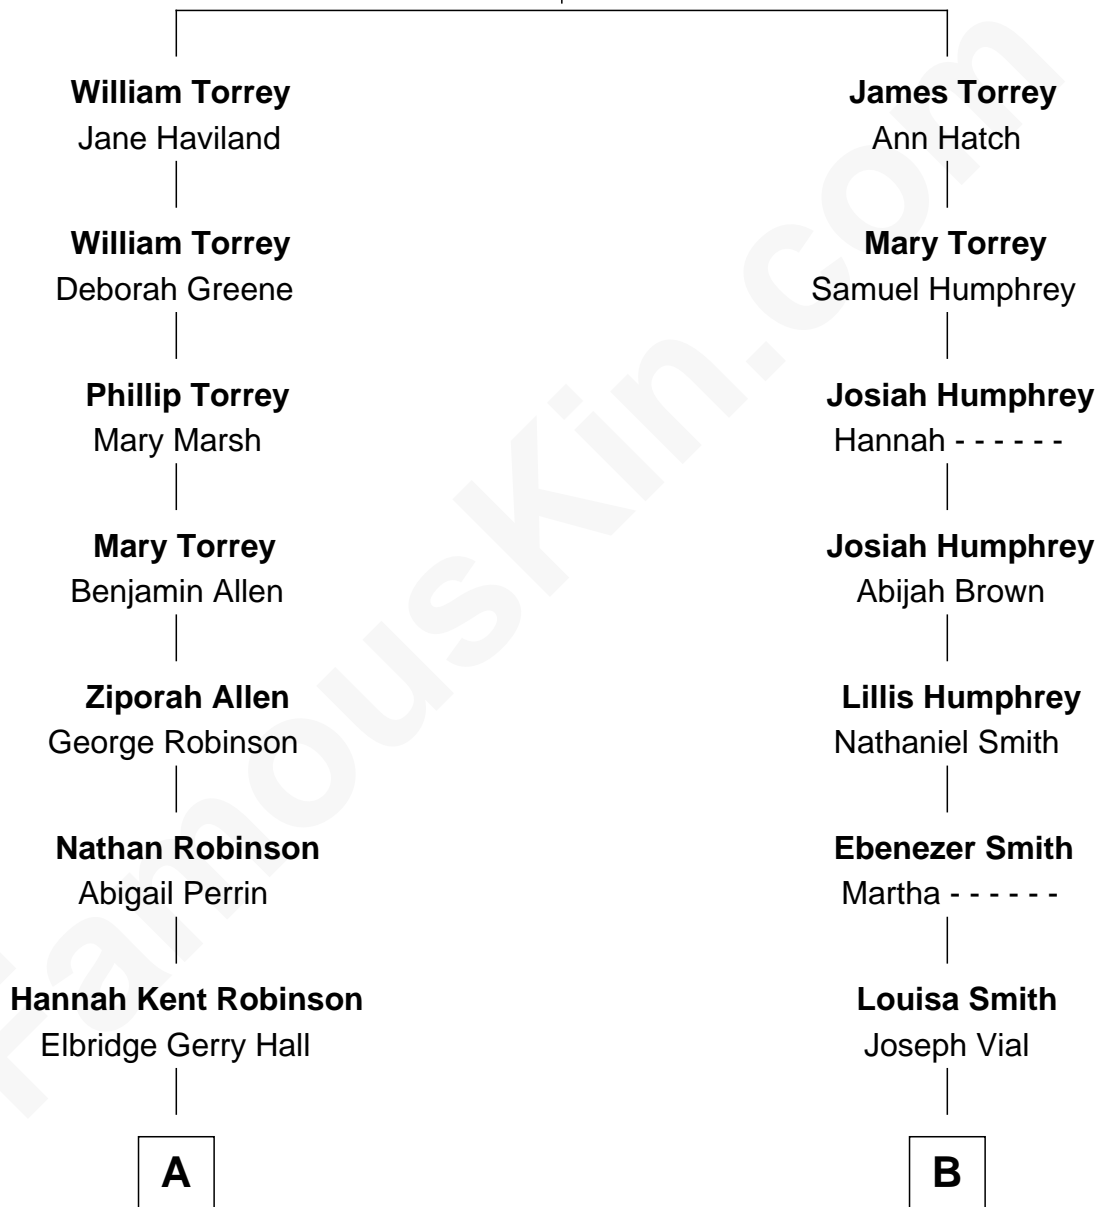 William Torrey
Jane Haviland
William Torrey
Deborah Greene
Phillip Torrey
Mary Marsh
Mary Torrey
Benjamin Allen
Ziporah Allen
George Robinson
Nathan Robinson
Abigail Perrin
Hannah Kent Robinson
Elbridge Gerry Hall
A
James Torrey
Ann Hatch
Mary Torrey
Samuel Humphrey
Josiah Humphrey
Hannah - - - - - -
Josiah Humphrey
Abijah Brown
Lillis Humphrey
Nathaniel Smith
Ebenezer Smith
Martha - - - - - -
Louisa Smith
Joseph Vial
B
FamousKin.com